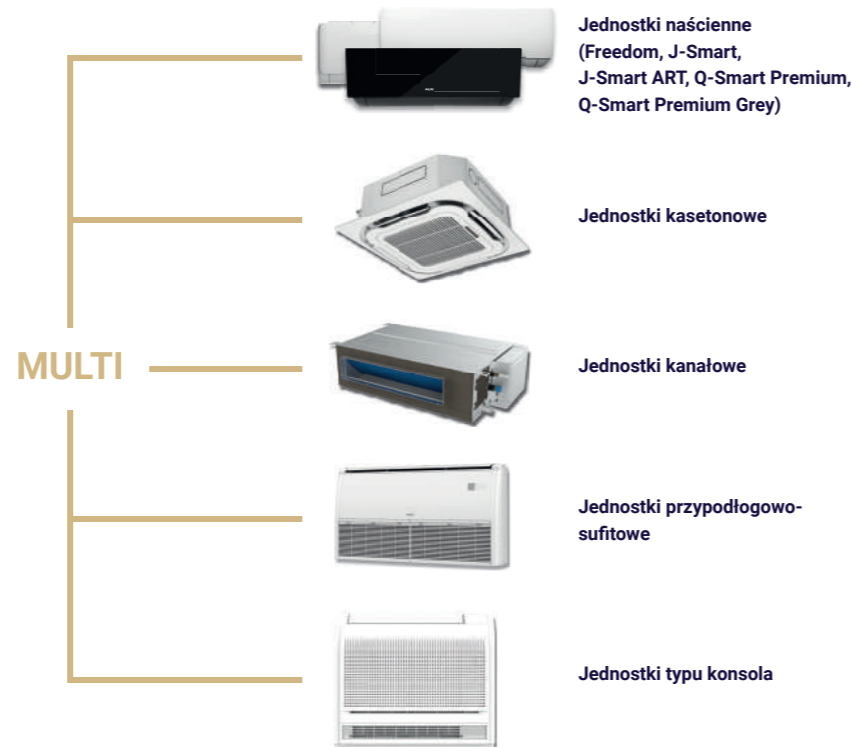 Jednostki naścienne
(Freedom, J-Smart,
J-Smart ART, Q-Smart Premium,
Q-Smart Premium Grey)
Jednostki kasetonowe
MULTI
Jednostki kanałowe
Jednostki przypodłogowo-
sufitowe
Jednostki typu konsola